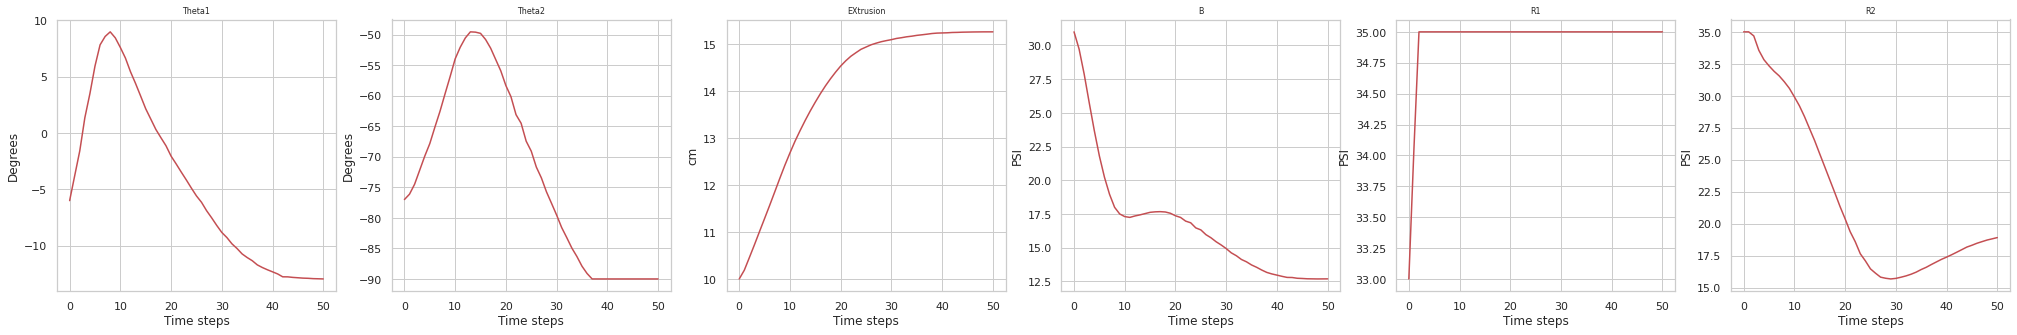 Theta1
10
5
0
−5
−10
Degrees
0 10 20 30 40 50
Time steps
Theta2
−50
−55
−60
−65
−70
−75
−80
−85
−90
Degrees
0 10 20 30 40 50
Time steps
EXtrusion
15
14
13
12
11
10
cm
0 10 20 30 40 50
Time steps
B
30.0
27.5
25.0
22.5
20.0
17.5
15.0
12.5
PSI
0 10 20 30 40 50
Time steps
R1
35.00
34.75
34.50
34.25
34.00
33.75
33.50
33.25
33.00
PSI
0 10 20 30 40 50
Time steps
R2
35.0
32.5
30.0
27.5
25.0
22.5
20.0
17.5
15.0
PSI
0 10 20 30 40 50
Time steps